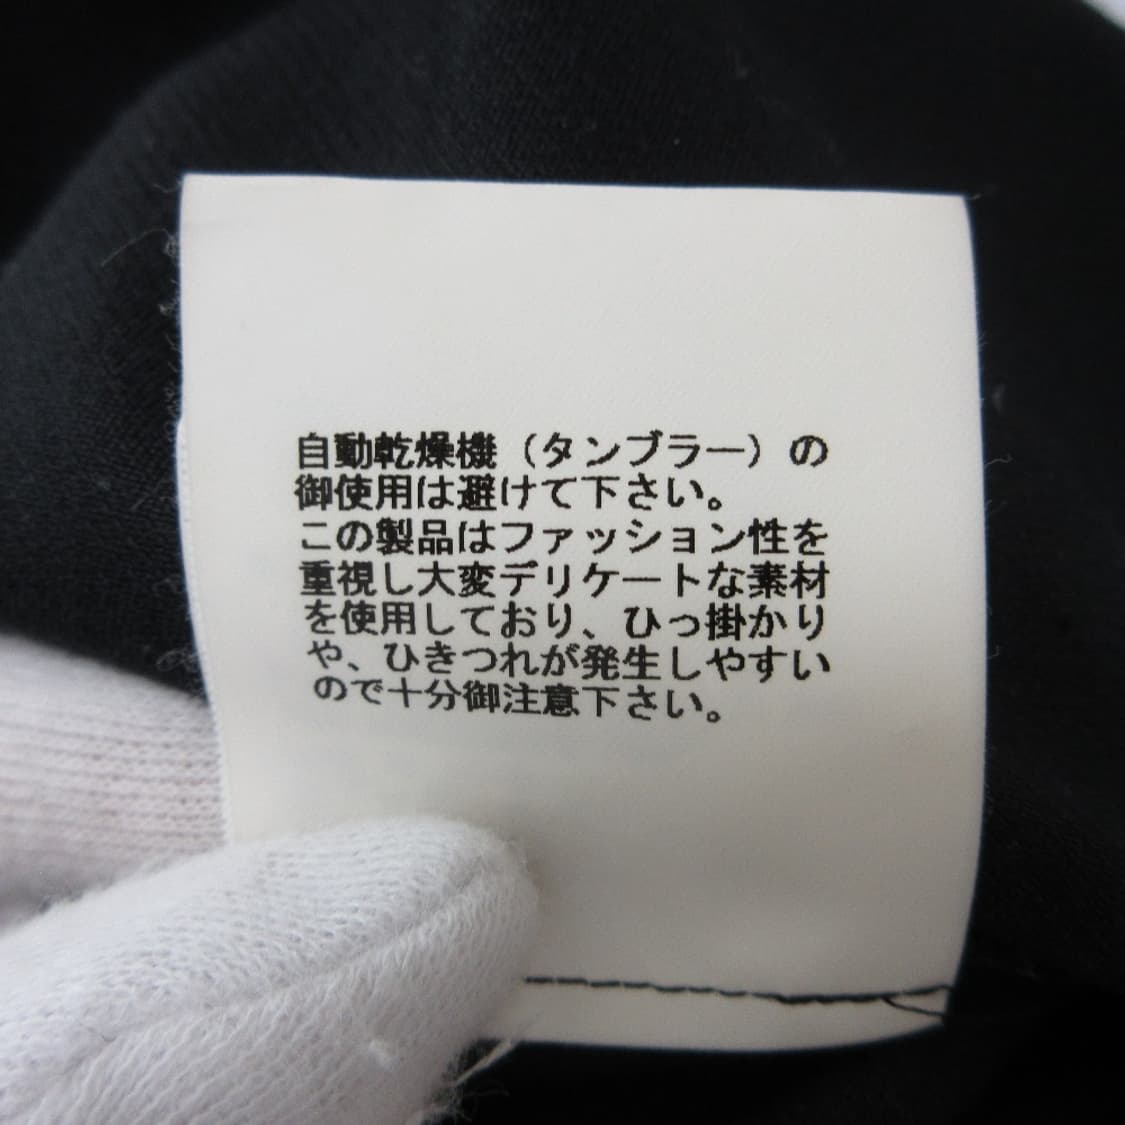 自動乾燥機（タンブラー）の
御使用は避けて下さい。
この製品はファッション性を
重視し大変デリケートな素材
を使用しており、ひっ掛かり
や、ひきつれが発生しやすい
ので十分御注意下さい。